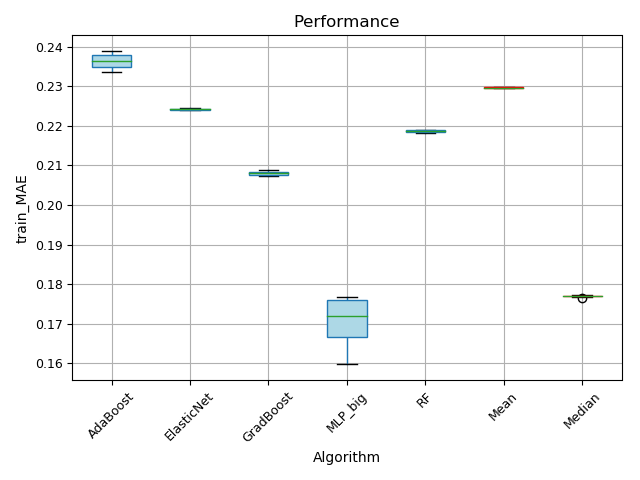 Performance
0.24
0.23
0.22
0.21
0.20
0.19
0.18
0.17
0.16
train_MAE
AdaBoost
ElasticNet
GradBoost
MLP_big
RF
Mean
Median
Algorithm